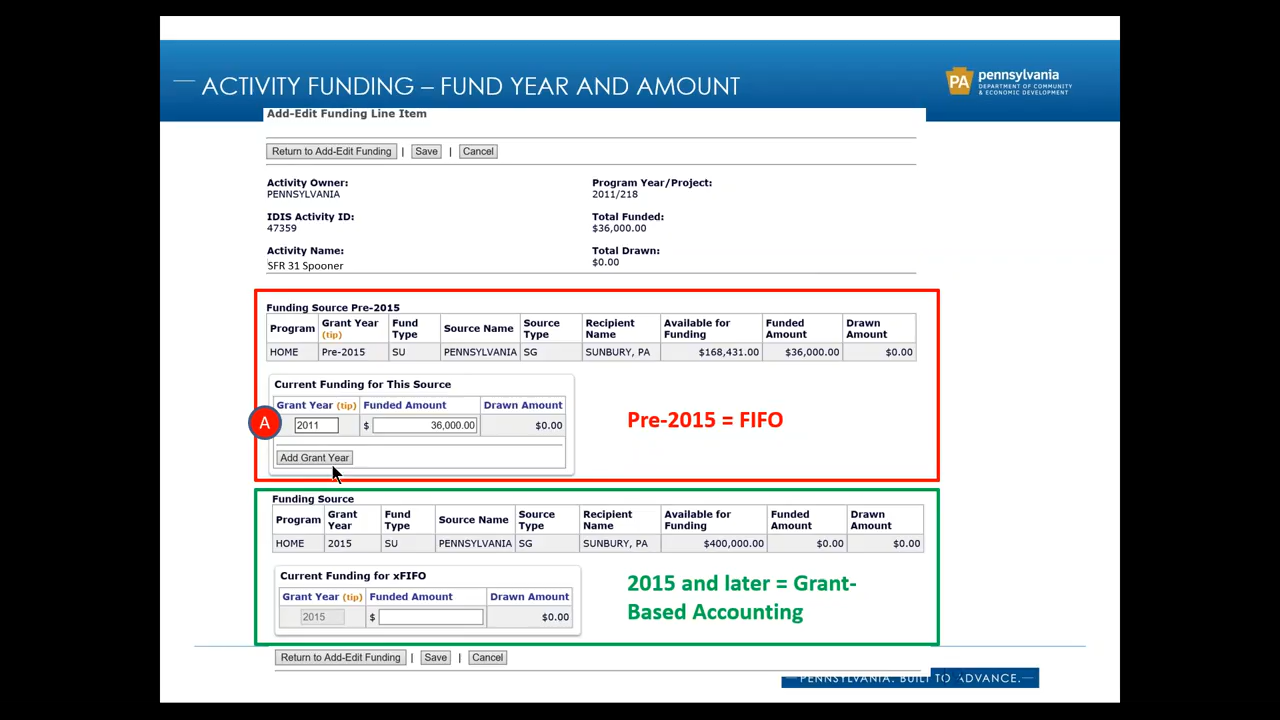 ACTIVITY FUNDING – FUND YEAR AND AMOUNT
PA
pennsylvania
DEPARTMENT OF COMMUNITY
& ECONOMIC DEVELOPMENT
Add-Edit Funding Line Item
Return to Add-Edit Funding | Save | Cancel
Activity Owner:
PENNSYLVANIA
Program Year/Project:
2011/218
IDIS Activity ID:
47359
Total Funded:
$36,000.00
Activity Name:
SFR 31 Spooner
Total Drawn:
$0.00
Funding Source Pre-2015
Program Grant Year (tip) Fund Type Source Name Source Type Recipient Name Available for Funding Funded Amount Drawn Amount
HOME Pre-2015 SU PENNSYLVANIA SG SUNBURY, PA $168,431.00 $36,000.00 $0.00
Current Funding for This Source
Grant Year (tip) Funded Amount Drawn Amount
A 2011 $ 36,000.00 $0.00
Add Grant Year
Pre-2015 = FIFO
Funding Source
Program Grant Year Fund Type Source Name Source Type Recipient Name Available for Funding Funded Amount Drawn Amount
HOME 2015 SU PENNSYLVANIA SG SUNBURY, PA $400,000.00 $0.00 $0.00
Current Funding for xFIFO
Grant Year (tip) Funded Amount Drawn Amount
2015 $ $0.00
2015 and later = Grant-
Based Accounting
Return to Add-Edit Funding | Save | Cancel
PENNSYLVANIA. BUILT TO ADVANCE.